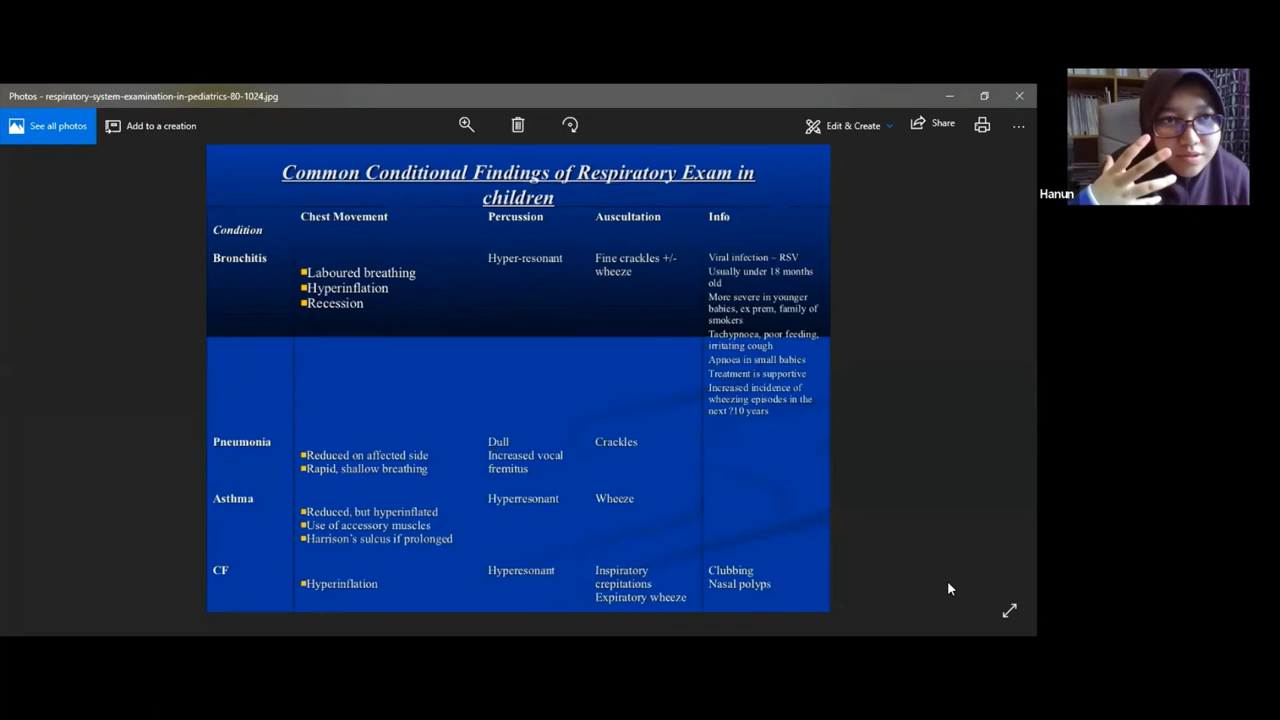 Photos - respiratory-system-examination-in-pediatrics-80-1024.jpg
See all photos
Add to a creation
Edit & Create
Share
Hanun
Common Conditional Findings of Respiratory Exam in
children
Condition
Chest Movement
Percussion
Auscultation
Info
Bronchitis
Laboured breathing
Hyperinflation
Recession
Hyper-resonant
Fine crackles +/-
wheeze
Viral infection – RSV
Usually under 18 months
old
More severe in younger
babies, ex prem, family of
smokers
Tachypnoea, poor feeding,
irritating cough
Apnoea in small babies
Treatment is supportive
Increased incidence of
wheezing episodes in the
next ?10 years
Pneumonia
Reduced on affected side
Rapid, shallow breathing
Dull
Increased vocal
fremitus
Crackles
Asthma
Reduced, but hyperinflated
Use of accessory muscles
Harrison's sulcus if prolonged
Hyperresonant
Wheeze
CF
Hyperinflation
Hyperesonant
Inspiratory
crepitations
Expiratory wheeze
Clubbing
Nasal polyps